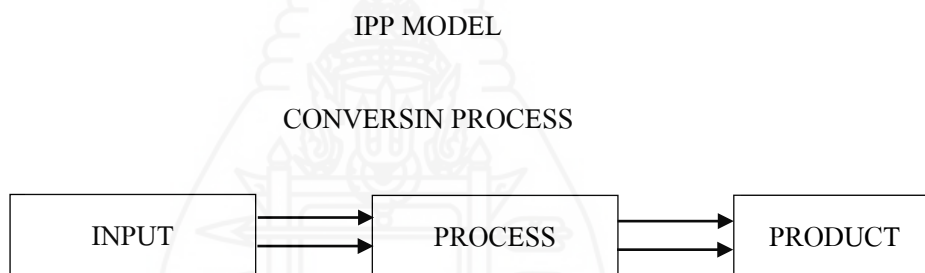 IPP MODEL
CONVERSIN PROCESS
INPUT PROCESS PRODUCT